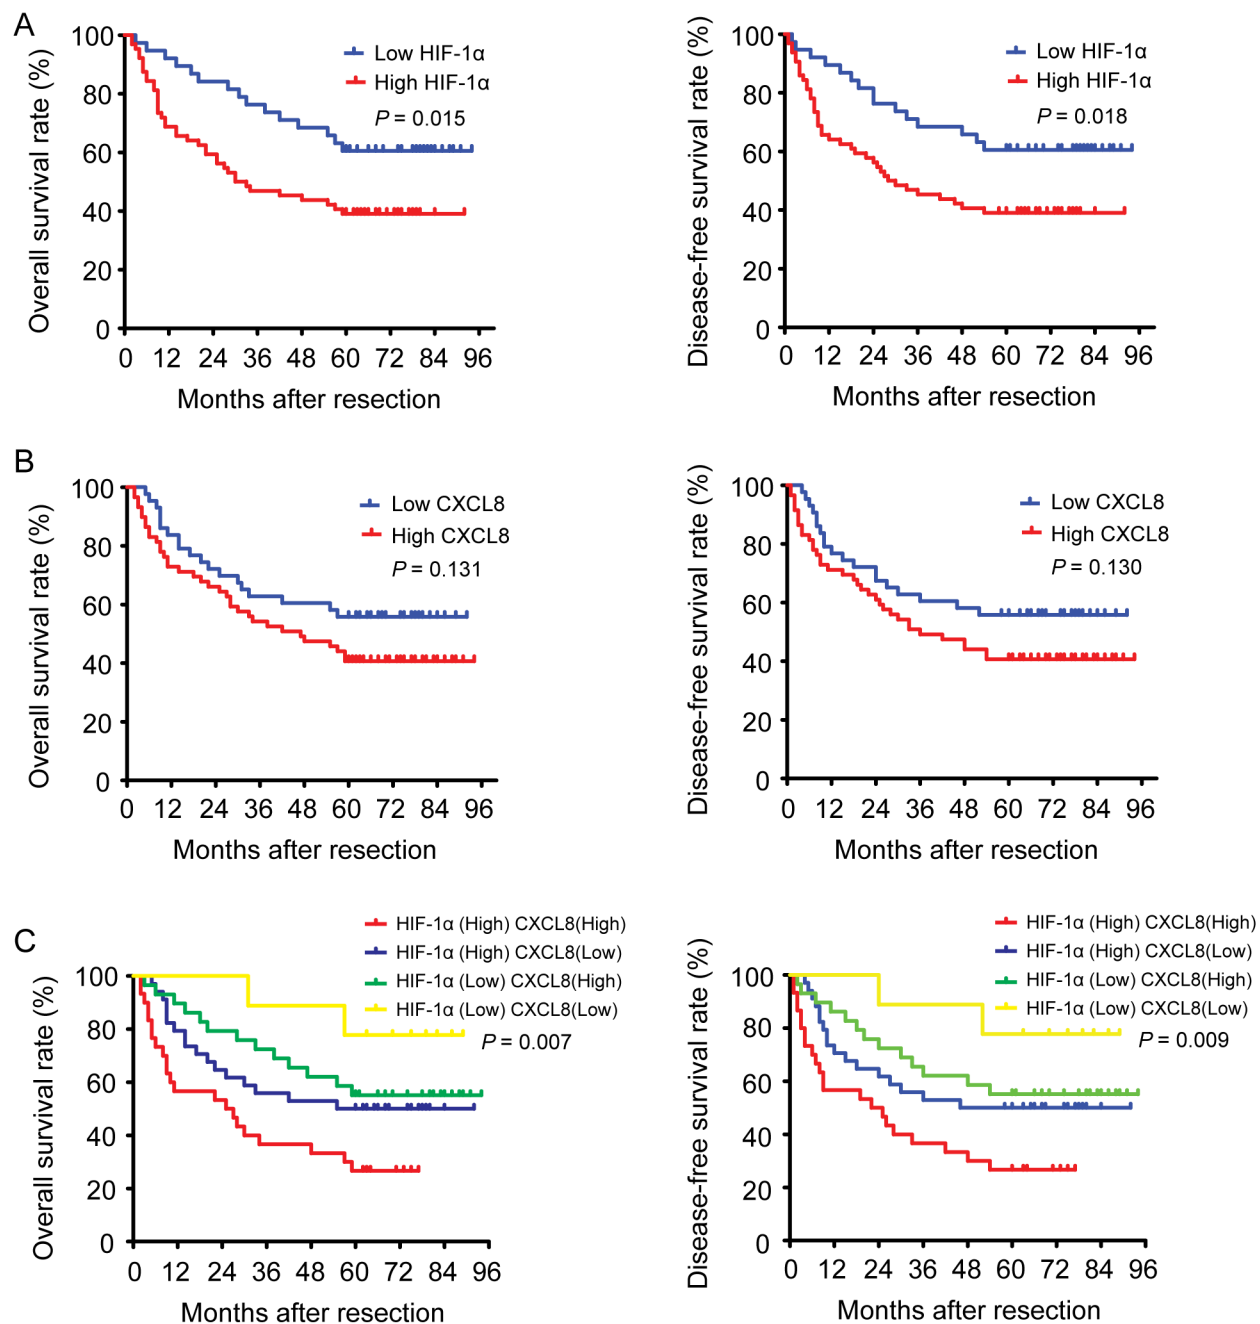 A
Overall survival rate (%)
100
80
60
40
20
0
0 12 24 36 48 60 72 84 96
Months after resection
Low HIF-1α
High HIF-1α
P = 0.015
Disease-free survival rate (%)
100
80
60
40
20
0
0 12 24 36 48 60 72 84 96
Months after resection
Low HIF-1α
High HIF-1α
P = 0.018
B
Overall survival rate (%)
100
80
60
40
20
0
0 12 24 36 48 60 72 84 96
Months after resection
Low CXCL8
High CXCL8
P = 0.131
Disease-free survival rate (%)
100
80
60
40
20
0
0 12 24 36 48 60 72 84 96
Months after resection
Low CXCL8
High CXCL8
P = 0.130
C
Overall survival rate (%)
100
80
60
40
20
0
0 12 24 36 48 60 72 84 96
Months after resection
HIF-1α (High) CXCL8(High)
HIF-1α (High) CXCL8(Low)
HIF-1α (Low) CXCL8(High)
HIF-1α (Low) CXCL8(Low)
P = 0.007
Disease-free survival rate (%)
100
80
60
40
20
0
0 12 24 36 48 60 72 84 96
Months after resection
HIF-1α (High) CXCL8(High)
HIF-1α (High) CXCL8(Low)
HIF-1α (Low) CXCL8(High)
HIF-1α (Low) CXCL8(Low)
P = 0.009